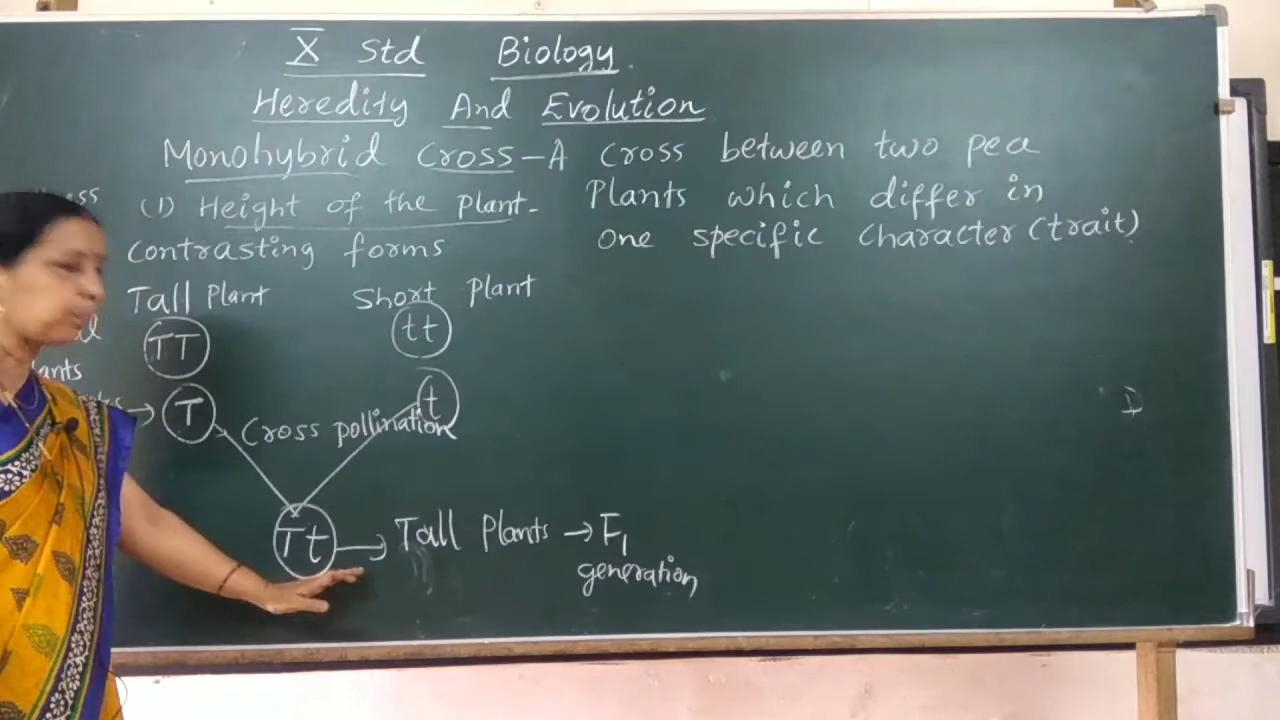 X Std Biology.
Heredity And Evolution
Monohybrid Cross - A cross between two pea
(1) Height of the plant - Plants which differ in
contrasting forms one specific character (trait).
Tall Plant Short Plant
TT tt
T t
Cross pollination
Tt → Tall Plants → F1
generation